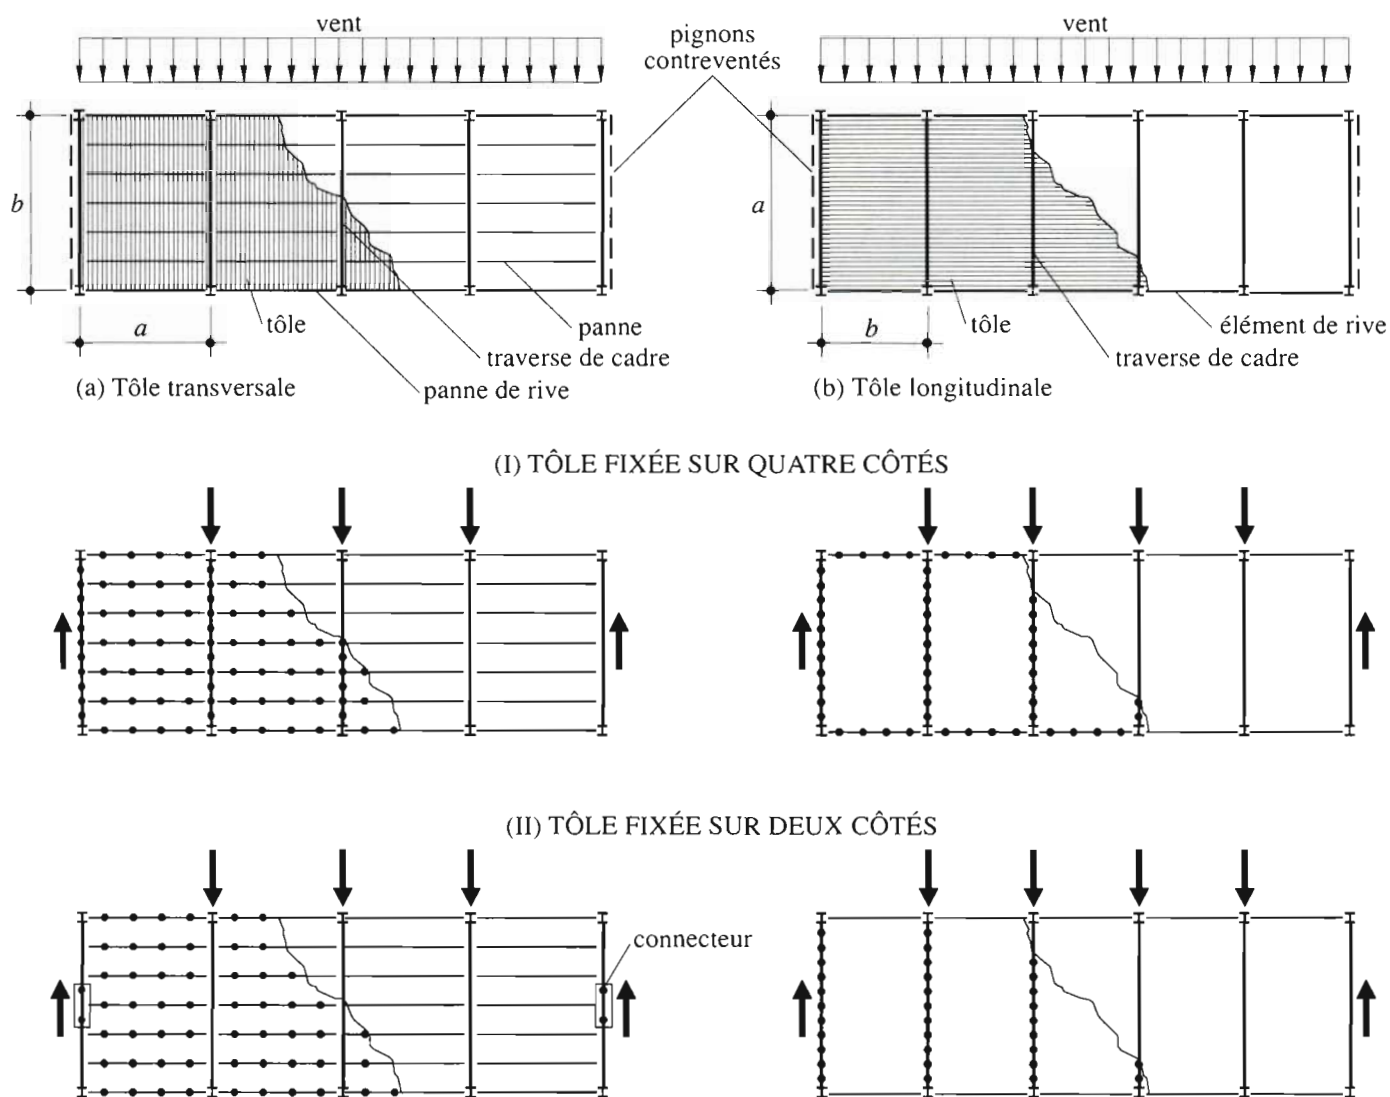 vent
pignons
contreventés
vent
b
a
tôle
panne
traverse de cadre
panne de rive
(a) Tôle transversale
a
b
tôle
élément de rive
traverse de cadre
(b) Tôle longitudinale
(I) TÔLE FIXÉE SUR QUATRE CÔTÉS
(II) TÔLE FIXÉE SUR DEUX CÔTÉS
connecteur